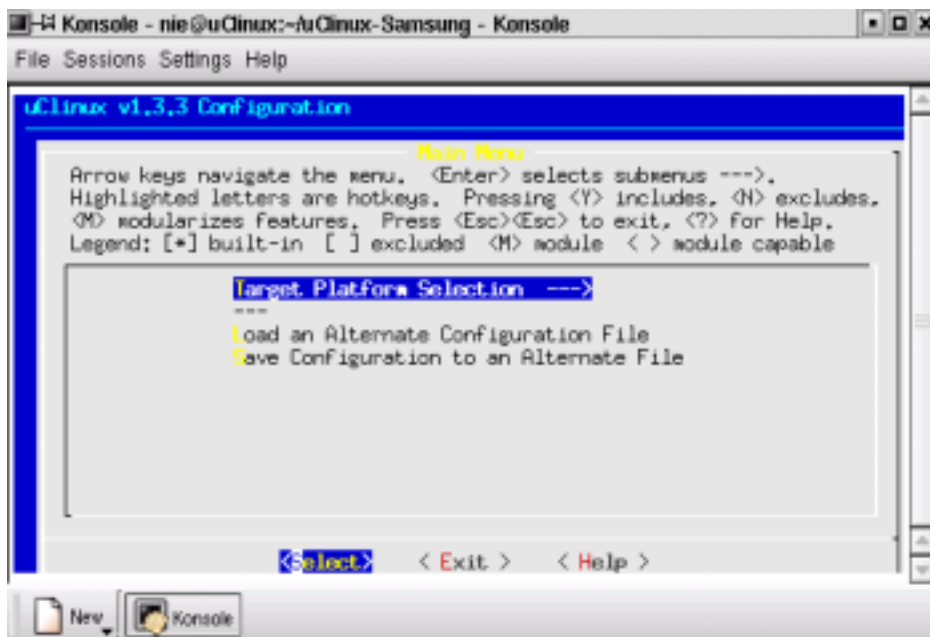 Konsole - nie@uClinux:~/uClinux-Samsung - Konsole
File Sessions Settings Help
uClinux v1.3.3 Configuration
Main Menu
Arrow keys navigate the menu. <Enter> selects submenus --->.
Highlighted letters are hotkeys. Pressing <Y> includes, <N> excludes,
<M> modularizes features. Press <Esc><Esc> to exit, <?> for Help.
Legend: [*] built-in [ ] excluded <M> module < > module capable
Target Platform Selection --->
---
Load an Alternate Configuration File
Save Configuration to an Alternate File
<Select> < Exit > < Help >
New Konsole